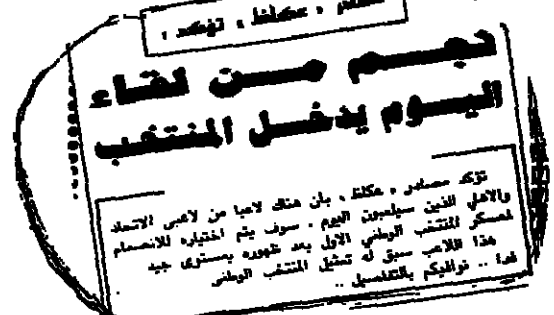 مصادر « عكاظ » تؤكد :
نجم من لقاء
اليوم يدخل المنتخب
تؤكد مصادر « عكاظ » بان هناك لاعبا من لاعبي الاتحاد
والاهلي الذين سيلعبون اليوم . سوف يتم اختياره للانضمام
لمعسكر المنتخب الوطني الاول بعد ظهوره بمستوى جيد
هذا اللاعب سبق له تمثيل المنتخب الوطني
غدا .. نوافيكم بالتفاصيل ..